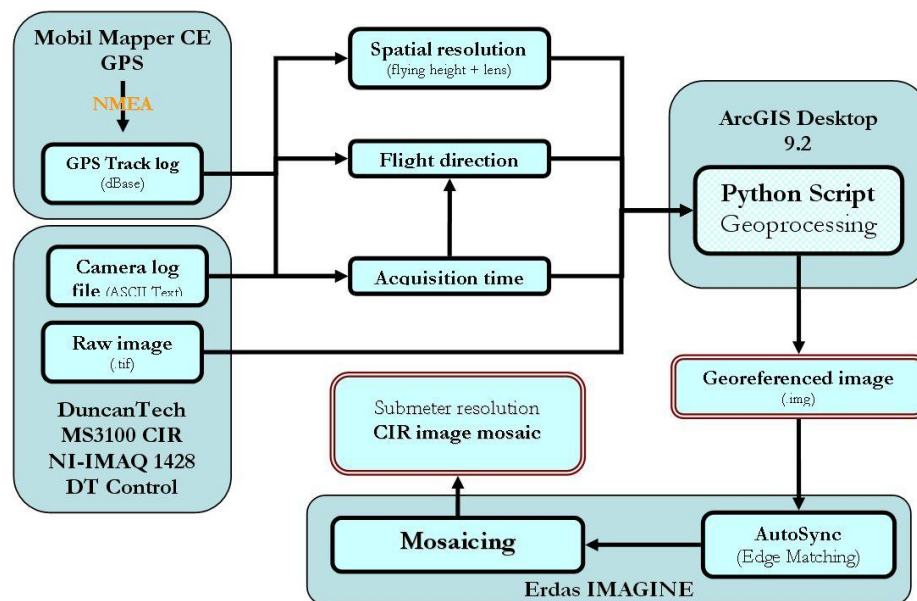 Mobil Mapper CE
GPS
NMEA
GPS Track log
(dBase)
Camera log
file (ASCII Text)
Raw image
(.tif)
DuncanTech
MS3100 CIR
NI-IMAQ 1428
DT Control
Spatial resolution
(flying height + lens)
Flight direction
Acquisition time
ArcGIS Desktop
9.2
Python Script
Geoprocessing
Georeferenced image
(.img)
Submeter resolution
CIR image mosaic
Mosaicing
AutoSync
(Edge Matching)
Erdas IMAGINE